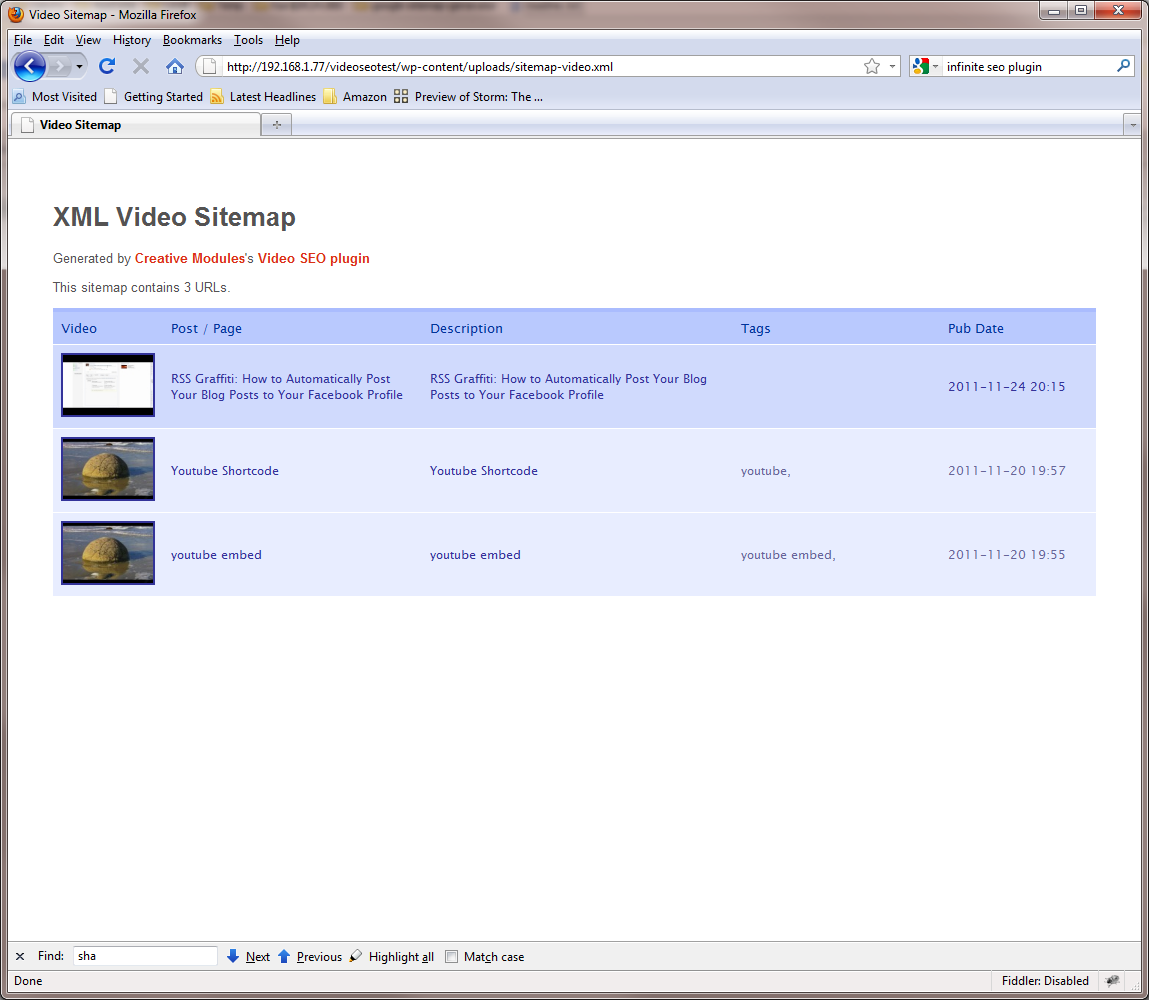 Video Sitemap - Mozilla Firefox
File Edit View History Bookmarks Tools Help
http://192.168.1.77/videoseotest/wp-content/uploads/sitemap-video.xml infinite seo plugin
Most Visited Getting Started Latest Headlines Amazon Preview of Storm: The ...
Video Sitemap
XML Video Sitemap
Generated by Creative Modules's Video SEO plugin
This sitemap contains 3 URLs.
Video Post / Page Description Tags Pub Date
RSS Graffiti: How to Automatically Post RSS Graffiti: How to Automatically Post Your Blog
Your Blog Posts to Your Facebook Profile Posts to Your Facebook Profile 2011-11-24 20:15
Youtube Shortcode Youtube Shortcode youtube, 2011-11-20 19:57
youtube embed youtube embed youtube embed, 2011-11-20 19:55
Find: sha Next Previous Highlight all Match case
Done Fiddler: Disabled